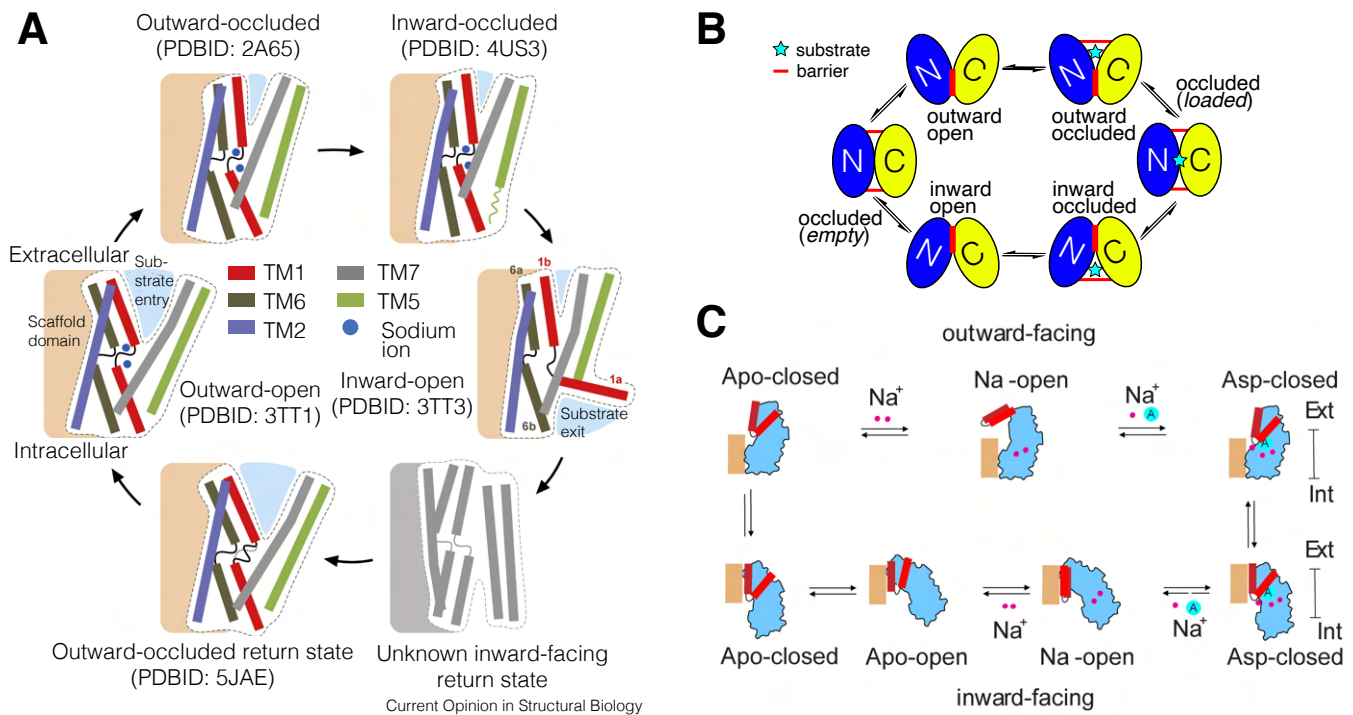 A
Outward-occluded
(PDBID: 2A65)
Inward-occluded
(PDBID: 4US3)
Extracellular
Sub-
strate
entry
Scaffold
domain
TM1
TM6
TM2
TM7
TM5
Sodium
ion
6a
1b
1a
6b
Substrate
exit
Outward-open
(PDBID: 3TT1)
Inward-open
(PDBID: 3TT3)
Intracellular
Outward-occluded return state
(PDBID: 5JAE)
Unknown inward-facing
return state
Current Opinion in Structural Biology
B
substrate
barrier
N C
outward
open
N C
outward
occluded
occluded
(loaded)
N C
N C
occluded
(empty)
inward
open
N C
inward
occluded
N C
C
outward-facing
Apo-closed
Na+
Na -open
Na+
A
Asp-closed
A
Ext
Int
Apo-closed
Apo-open
Na+
Na -open
A
Na+
A
Asp-closed
Ext
Int
inward-facing